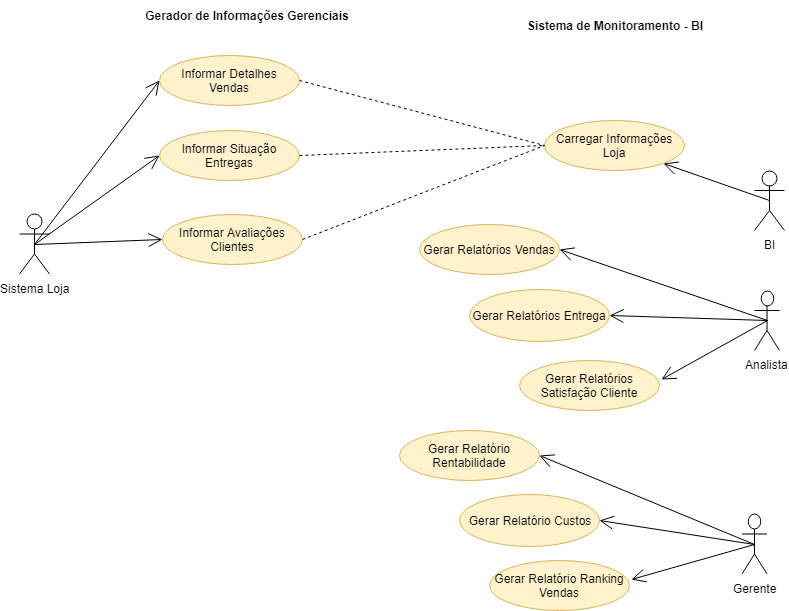 Gerador de Informações Gerenciais
Sistema de Monitoramento - BI
Informar Detalhes
Vendas
Informar Situação
Entregas
Carregar Informações
Loja
Informar Avaliações
Clientes
Sistema Loja
BI
Gerar Relatórios Vendas
Gerar Relatórios Entrega
Gerar Relatórios
Satisfação Cliente
Analista
Gerar Relatório
Rentabilidade
Gerar Relatório Custos
Gerar Relatório Ranking
Vendas
Gerente